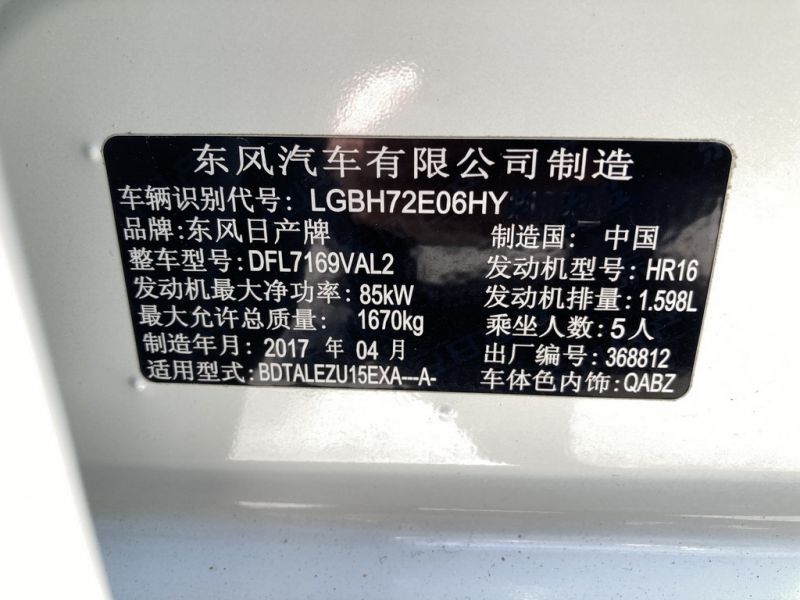 东风汽车有限公司制造
车辆识别代号: LGBH72E06HY
品牌: 东风日产牌 制造国: 中国
整车型号: DFL7169VAL2 发动机型号: HR16
发动机最大净功率: 85kW 发动机排量: 1.598L
最大允许总质量: 1670kg 乘坐人数: 5人
制造年月: 2017 年 04 月 出厂编号: 368812
适用型式: BDTALEZU15EXA---A- 车体色内饰: QABZ